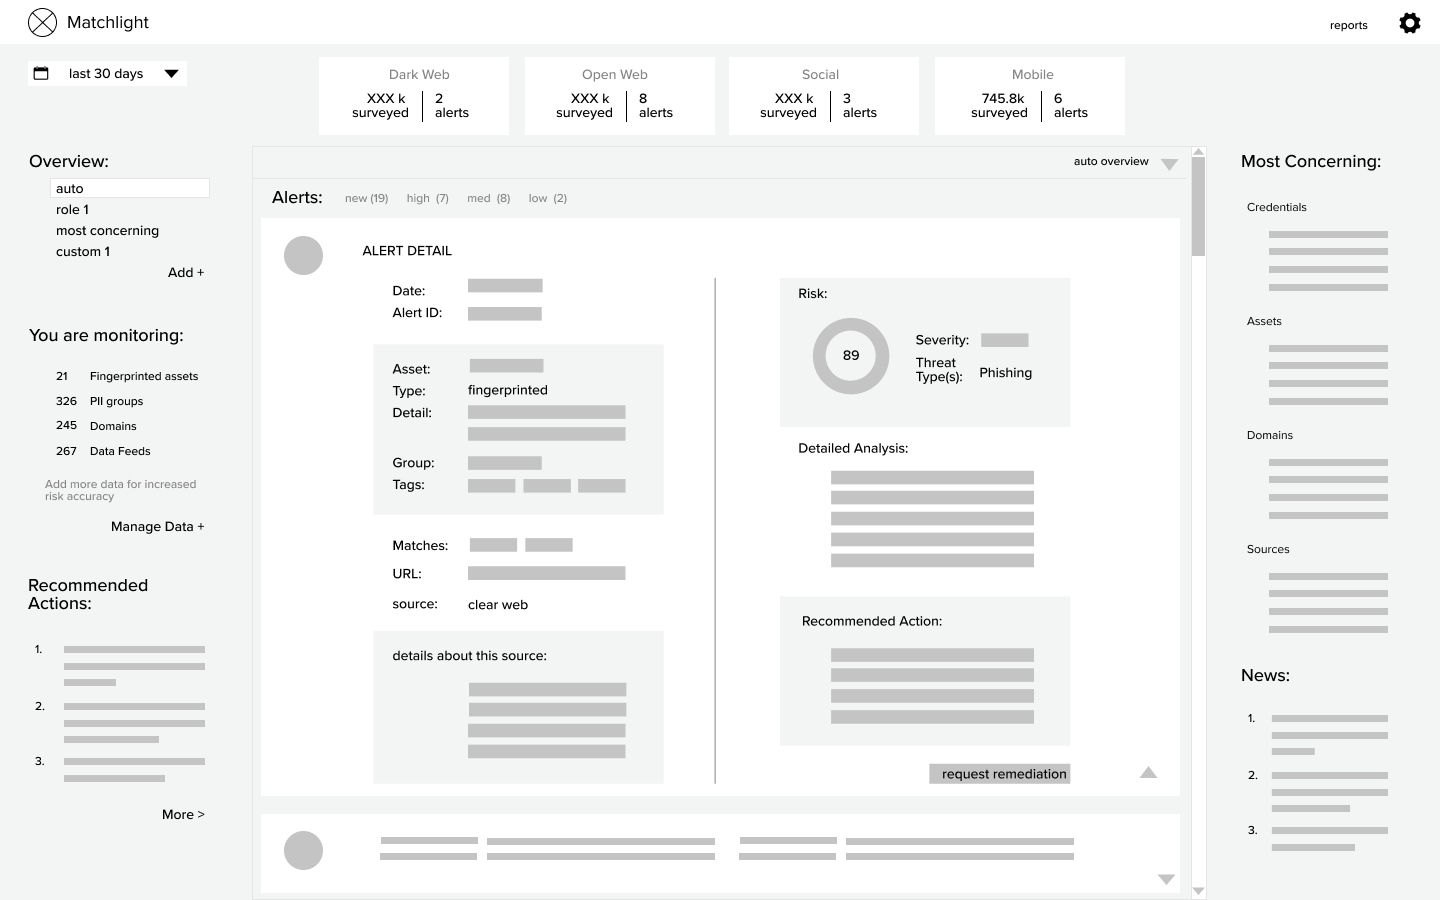 Matchlight
reports
last 30 days
Dark Web
XXX k
surveyed
2
alerts
Open Web
XXX k
surveyed
8
alerts
Social
XXX k
surveyed
3
alerts
Mobile
745.8k
surveyed
6
alerts
Overview:
auto
role 1
most concerning
custom 1
Add +
You are monitoring:
21 Fingerprinted assets
326 PII groups
245 Domains
267 Data Feeds
Add more data for increased
risk accuracy
Manage Data +
Recommended
Actions:
1.
2.
3.
More >
auto overview
Alerts: new (19) high (7) med (8) low (2)
ALERT DETAIL
Date:
Alert ID:
Asset:
Type: fingerprinted
Detail:
Group:
Tags:
Matches:
URL:
source: clear web
details about this source:
Risk:
89
Severity:
Threat
Type(s): Phishing
Detailed Analysis:
Recommended Action:
request remediation
Most Concerning:
Credentials
Assets
Domains
Sources
News:
1.
2.
3.